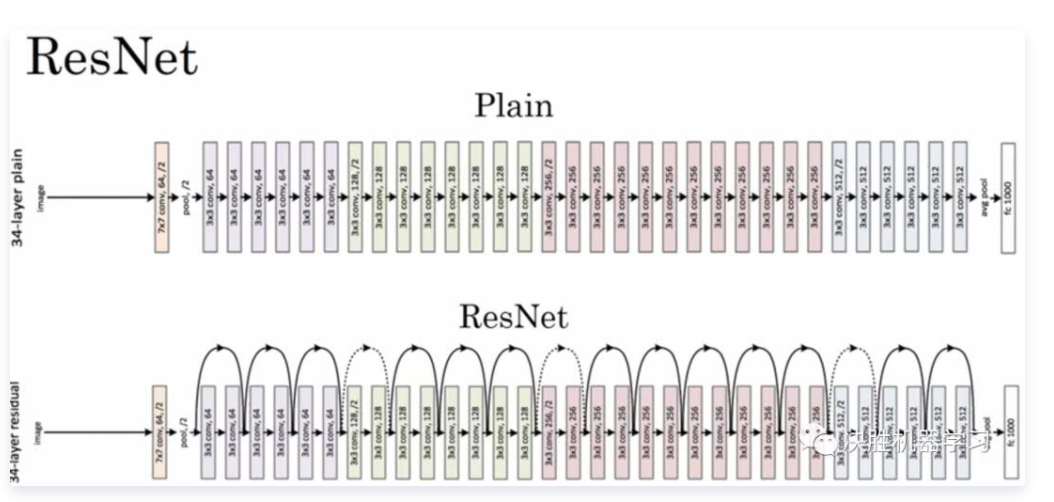 ResNet
Plain
34-layer plain
image
7x7 conv, 64, /2
pool, /2
3x3 conv, 64
3x3 conv, 64
3x3 conv, 64
3x3 conv, 64
3x3 conv, 64
3x3 conv, 64
3x3 conv, 128, /2
3x3 conv, 128
3x3 conv, 128
3x3 conv, 128
3x3 conv, 128
3x3 conv, 128
3x3 conv, 128
3x3 conv, 128
3x3 conv, 256, /2
3x3 conv, 256
3x3 conv, 256
3x3 conv, 256
3x3 conv, 256
3x3 conv, 256
3x3 conv, 256
3x3 conv, 256
3x3 conv, 256
3x3 conv, 256
3x3 conv, 256
3x3 conv, 256
3x3 conv, 512, /2
3x3 conv, 512
3x3 conv, 512
3x3 conv, 512
3x3 conv, 512
3x3 conv, 512
avg pool
fc 1000
ResNet
34-layer residual
image
7x7 conv, 64, /2
pool, /2
3x3 conv, 64
3x3 conv, 64
3x3 conv, 64
3x3 conv, 64
3x3 conv, 64
3x3 conv, 64
3x3 conv, 128, /2
3x3 conv, 128
3x3 conv, 128
3x3 conv, 128
3x3 conv, 128
3x3 conv, 128
3x3 conv, 128
3x3 conv, 128
3x3 conv, 256, /2
3x3 conv, 256
3x3 conv, 256
3x3 conv, 256
3x3 conv, 256
3x3 conv, 256
3x3 conv, 256
3x3 conv, 256
3x3 conv, 256
3x3 conv, 256
3x3 conv, 256
3x3 conv, 256
3x3 conv, 512, /2
3x3 conv, 512
3x3 conv, 512
3x3 conv, 512
3x3 conv, 512
3x3 conv, 512
pool
fc 1000
决胜机器学习